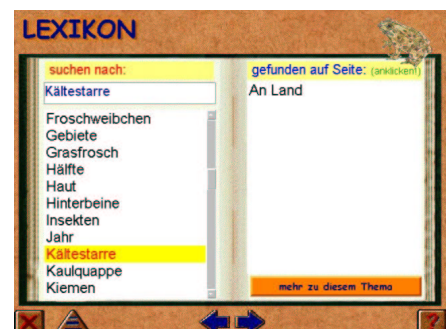 LEXIKON
suchen nach:
Kältestarre
Froschweibchen
Gebiete
Grasfrosch
Hälfte
Haut
Hinterbeine
Insekten
Jahr
Kältestarre
Kaulquappe
Kiemen
gefunden auf Seite: (anklicken!)
An Land
mehr zu diesem Thema
?